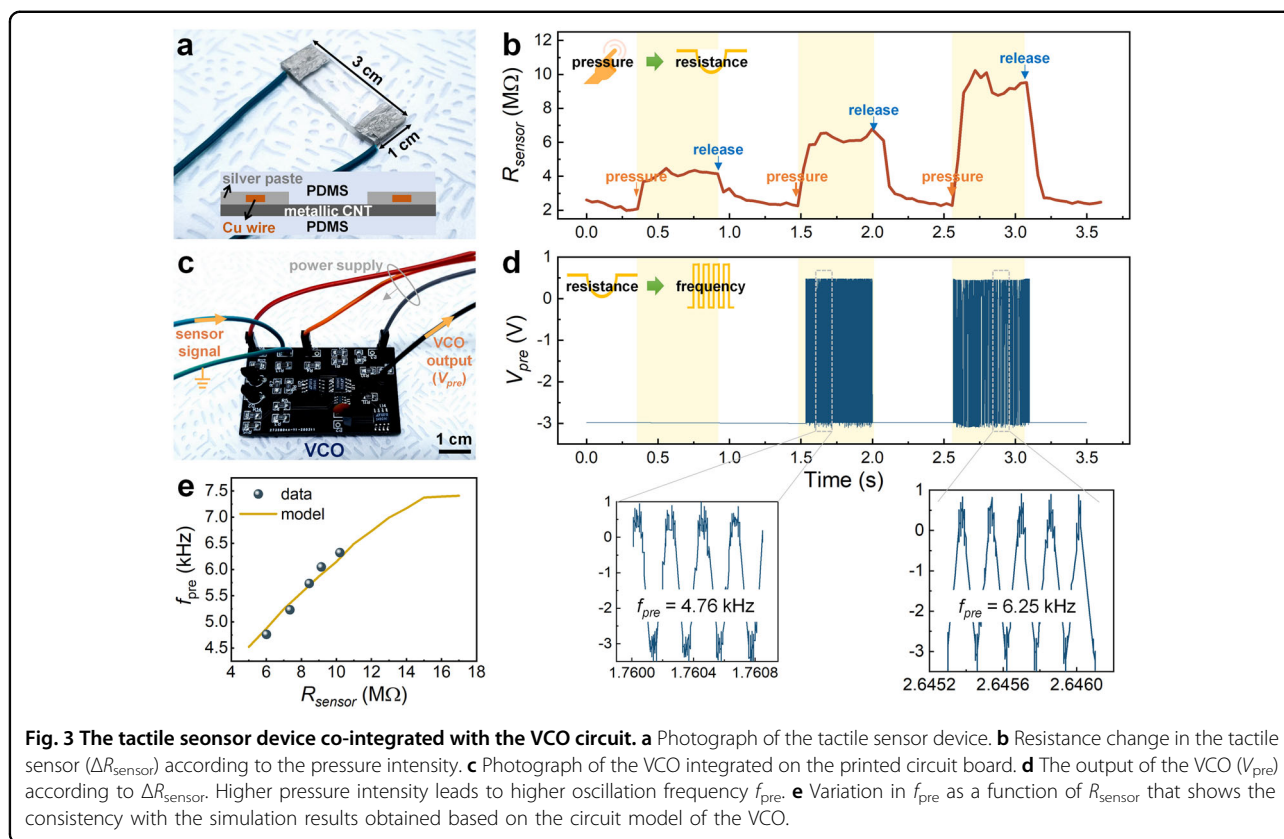 a
3 cm
1 cm
silver paste
PDMS
metallic CNT
Cu wire
PDMS
b
12
10
8
6
4
2
R_sensor (MΩ)
pressure
resistance
pressure
release
pressure
release
pressure
release
0.0 0.5 1.0 1.5 2.0 2.5 3.0 3.5
c
power supply
sensor
signal
VCO
output
(V_pre)
VCO
1 cm
d
1
0
-1
-2
-3
V_pre (V)
resistance
frequency
0.0 0.5 1.0 1.5 2.0 2.5 3.0 3.5
Time (s)
0
-1
-2
-3
f_pre = 4.76 kHz
1.7600 1.7604 1.7608
0
-1
-2
-3
f_pre = 6.25 kHz
2.6452 2.6456 2.6460
e
7.5
7.0
6.5
6.0
5.5
5.0
4.5
f_pre (kHz)
data
model
4 6 8 10 12 14 16 18
R_sensor (MΩ)
Fig. 3 The tactile seonsor device co-integrated with the VCO circuit. a Photograph of the tactile sensor device. b Resistance change in the tactile
sensor (ΔR_sensor) according to the pressure intensity. c Photograph of the VCO integrated on the printed circuit board. d The output of the VCO (V_pre)
according to ΔR_sensor. Higher pressure intensity leads to higher oscillation frequency f_pre. e Variation in f_pre as a function of R_sensor that shows the
consistency with the simulation results obtained based on the circuit model of the VCO.